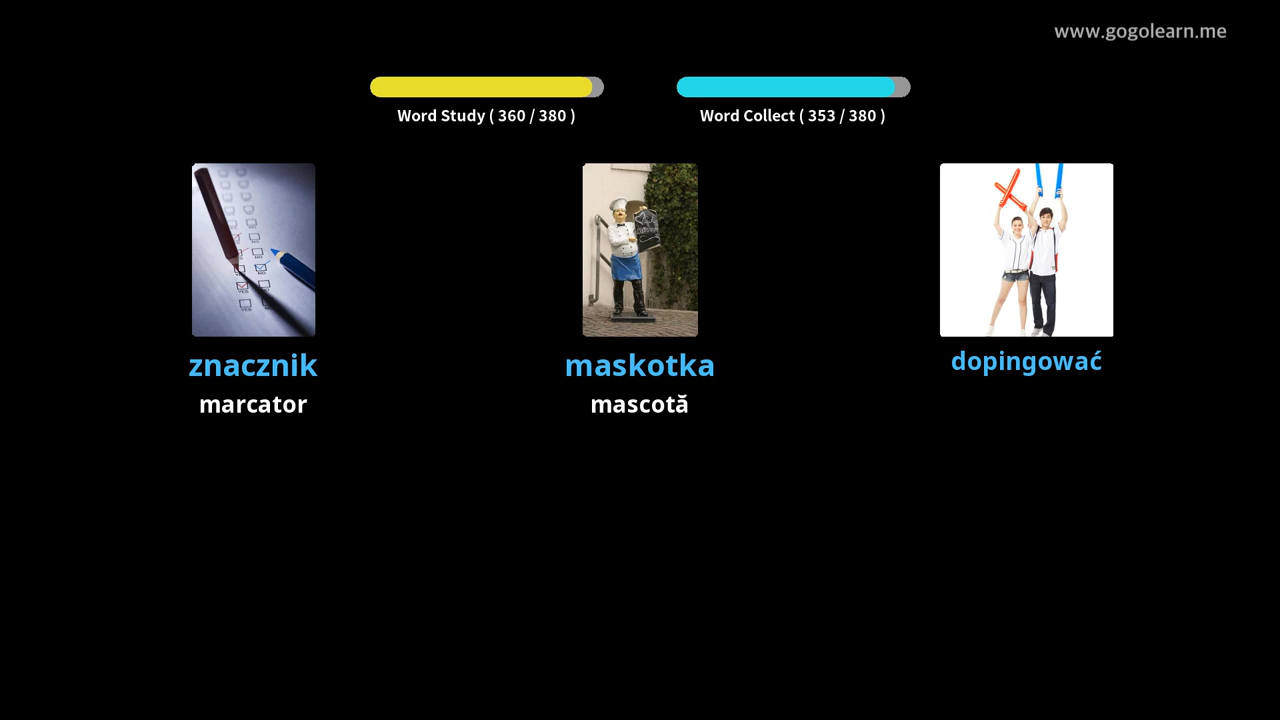 www.gogolearn.me
Word Study ( 360 / 380 )
Word Collect ( 353 / 380 )
znacznik
maskotka
dopingować
marcator
mascotă